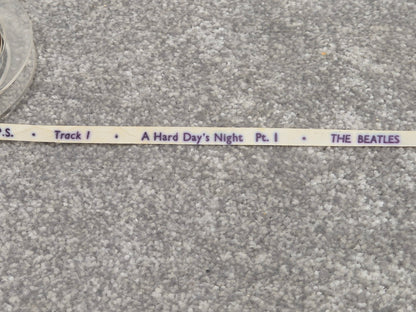 P.S. • Track 1 • A Hard Day's Night Pt. 1 • THE BEATLES